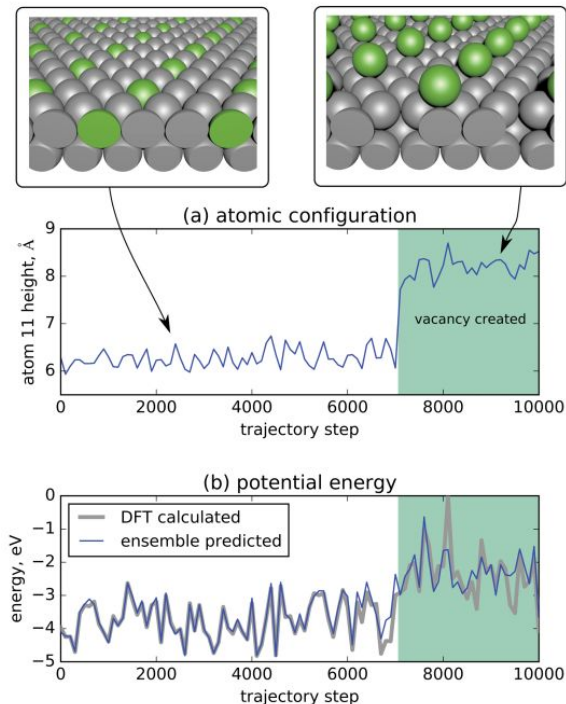 (a) atomic configuration
9
8
7
6
atom 11 height, Å
vacancy created
0 2000 4000 6000 8000 10000
trajectory step
(b) potential energy
0
−1
−2
−3
−4
−5
energy, eV
DFT calculated
ensemble predicted
0 2000 4000 6000 8000 10000
trajectory step